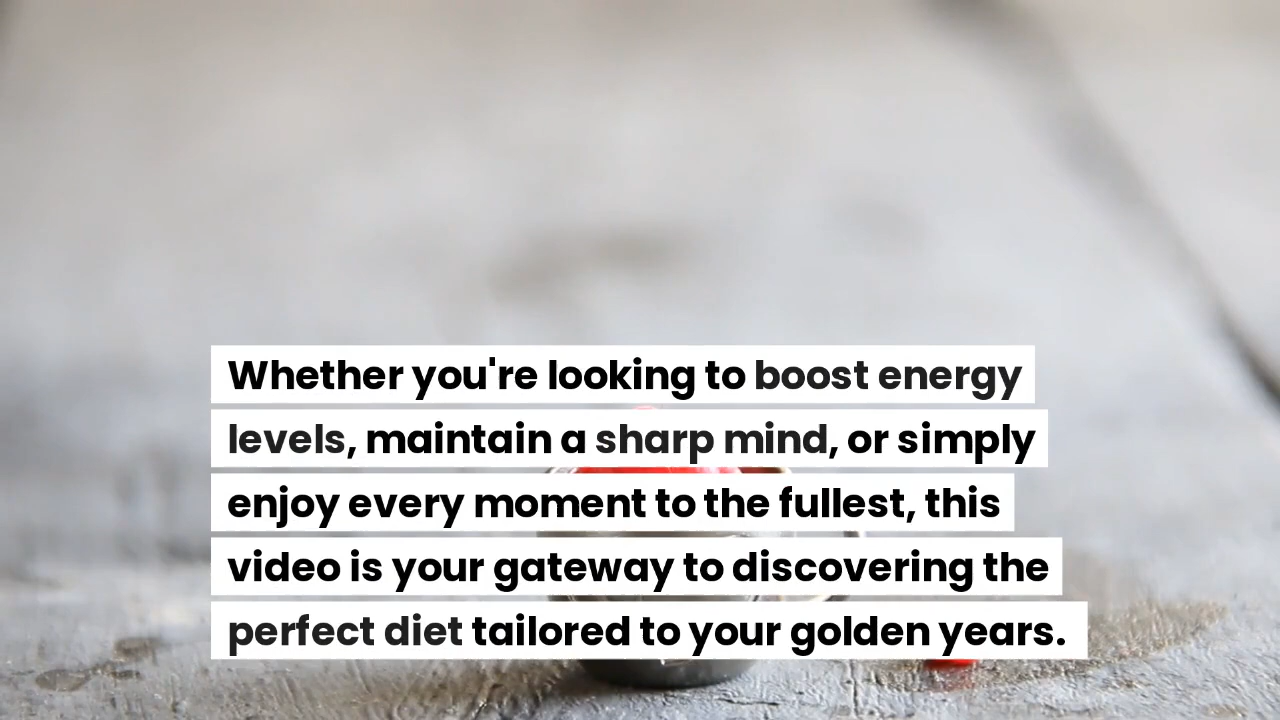 Whether you're looking to boost energy
levels, maintain a sharp mind, or simply
enjoy every moment to the fullest, this
video is your gateway to discovering the
perfect diet tailored to your golden years.